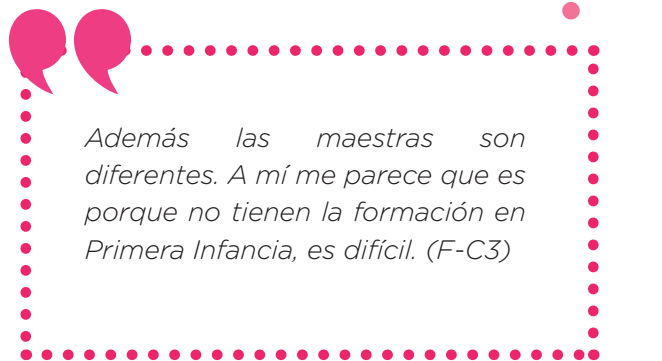 Además las maestras son
diferentes. A mí me parece que es
porque no tienen la formación en
Primera Infancia, es difícil. (F-C3)